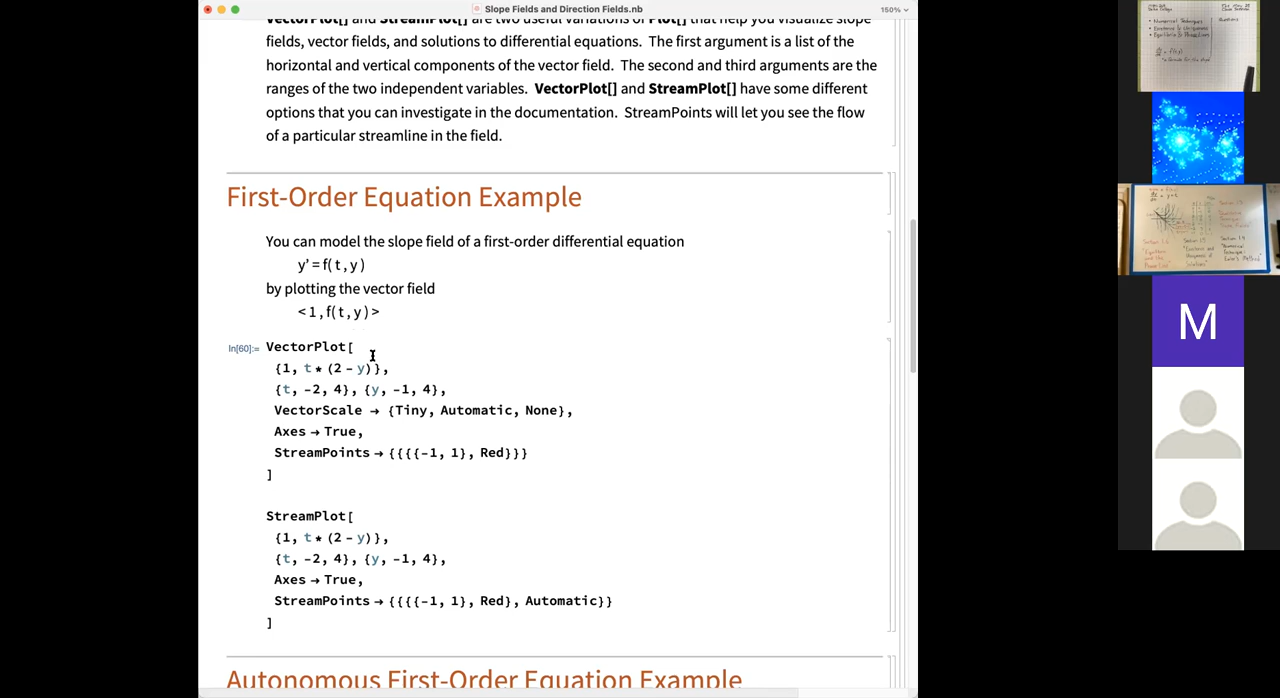 Slope Fields and Direction Fields.nb
150%
VectorPlot[] and StreamPlot[] are two useful variations of Plot[] that help you visualize slope
fields, vector fields, and solutions to differential equations. The first argument is a list of the
horizontal and vertical components of the vector field. The second and third arguments are the
ranges of the two independent variables. VectorPlot[] and StreamPlot[] have some different
options that you can investigate in the documentation. StreamPoints will let you see the flow
of a particular streamline in the field.
First-Order Equation Example
You can model the slope field of a first-order differential equation
y' = f(t,y)
by plotting the vector field
<1,f(t,y)>
In[60]:= VectorPlot[
{1, t * (2 - y)},
{t, -2, 4}, {y, -1, 4},
VectorScale → {Tiny, Automatic, None},
Axes → True,
StreamPoints → {{{{-1, 1}, Red}}}
]
StreamPlot[
{1, t * (2 - y)},
{t, -2, 4}, {y, -1, 4},
Axes → True,
StreamPoints → {{{{-1, 1}, Red}, Automatic}}
]
Autonomous First-Order Equation Example
• Numerical Techniques
M